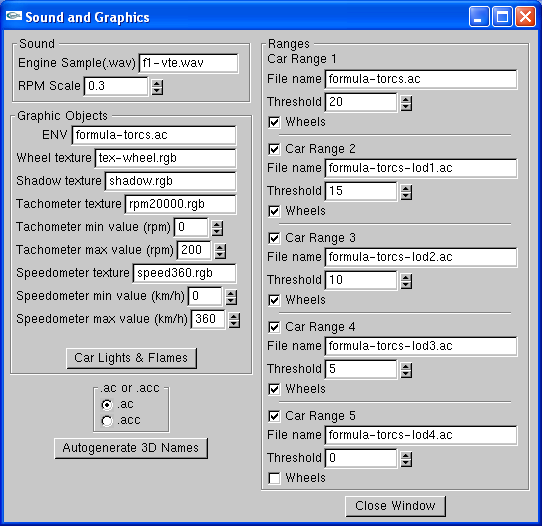 Sound and Graphics
Sound
Engine Sample(.wav) f1-vte.wav
RPM Scale 0.3
Graphic Objects
ENV formula-torcs.ac
Wheel texture tex-wheel.rgb
Shadow texture shadow.rgb
Tachometer texture rpm20000.rgb
Tachometer min value (rpm) 0
Tachometer max value (rpm) 200
Speedometer texture speed360.rgb
Speedometer min value (km/h) 0
Speedometer max value (km/h) 360
Car Lights & Flames
.ac or .acc
.ac
.acc
Autogenerate 3D Names
Ranges
Car Range 1
File name formula-torcs.ac
Threshold 20
Wheels
Car Range 2
File name formula-torcs-lod1.ac
Threshold 15
Wheels
Car Range 3
File name formula-torcs-lod2.ac
Threshold 10
Wheels
Car Range 4
File name formula-torcs-lod3.ac
Threshold 5
Wheels
Car Range 5
File name formula-torcs-lod4.ac
Threshold 0
Wheels
Close Window